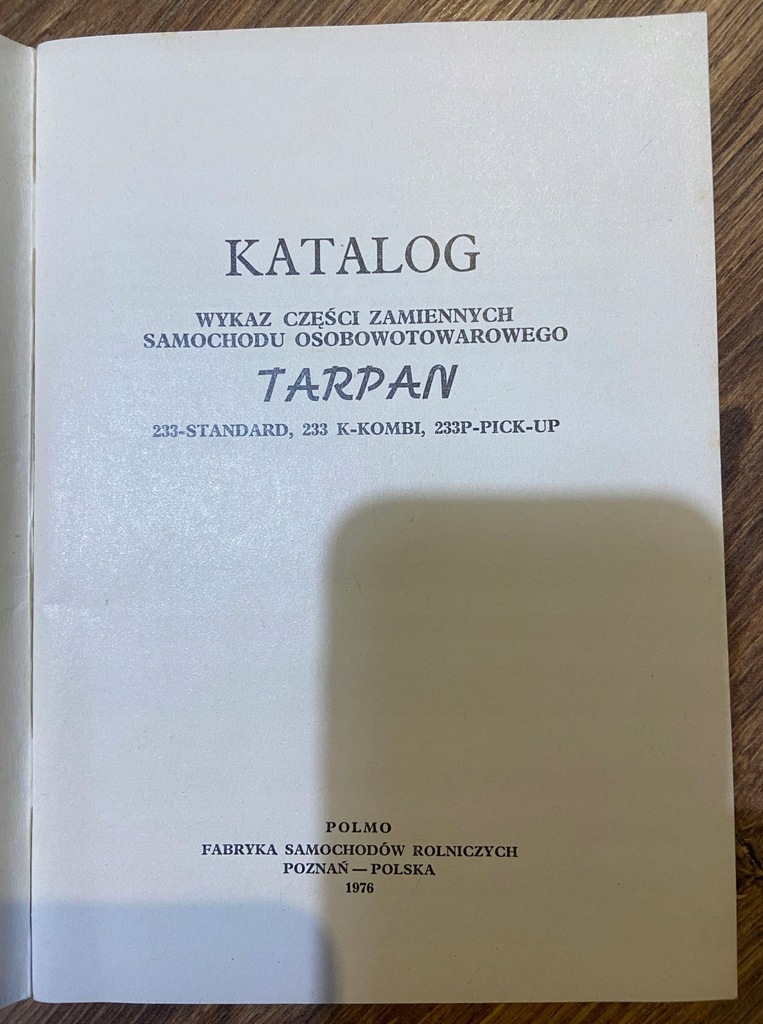 KATALOG
WYKAZ CZĘŚCI ZAMIENNYCH
SAMOCHODU OSOBOWOTOWAROWEGO
TARPAN
233-STANDARD, 233 K-KOMBI, 233P-PICK-UP
POLMO
FABRYKA SAMOCHODÓW ROLNICZYCH
POZNAŃ — POLSKA
1976